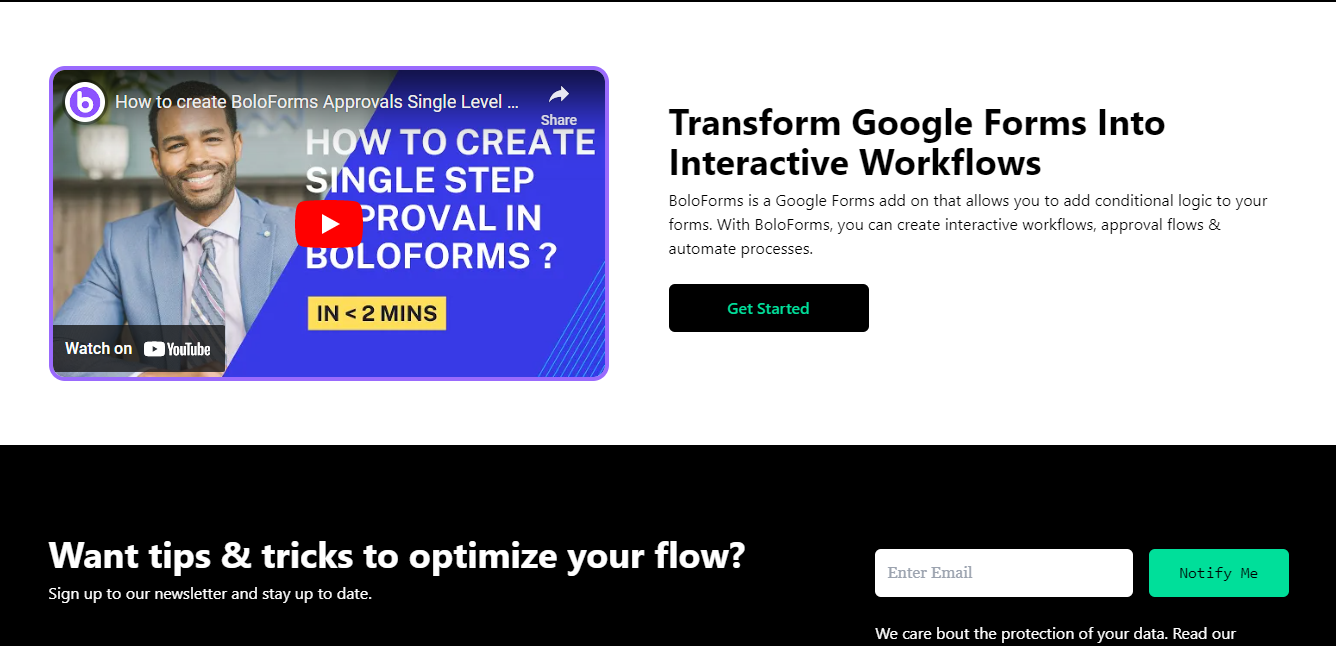 How to create BoloForms Approvals Single Level ...
Share
HOW TO CREATE
SINGLE STEP
PROVAL IN
BOLOFORMS ?
IN < 2 MINS
Watch on YouTube
Transform Google Forms Into
Interactive Workflows
BoloForms is a Google Forms add on that allows you to add conditional logic to your
forms. With BoloForms, you can create interactive workflows, approval flows &
automate processes.
Get Started
Want tips & tricks to optimize your flow?
Sign up to our newsletter and stay up to date.
Enter Email
Notify Me
We care bout the protection of your data. Read our